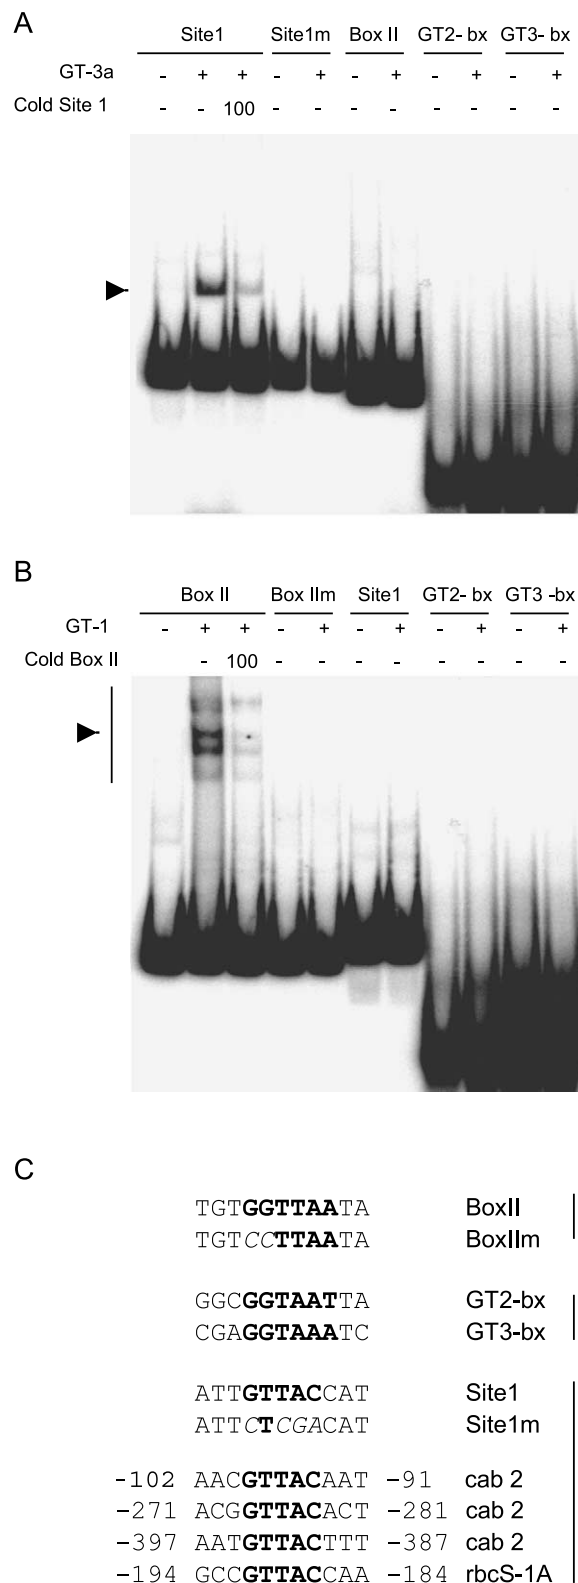 A
Site1 Site1m Box II GT2- bx GT3- bx
GT-3a - + + - + - + - + - +
Cold Site 1 - - 100 - - - - - - - -
B
Box II Box IIm Site1 GT2- bx GT3 -bx
GT-1 - + + - + - + - + - +
Cold Box II - 100 - - - - - - - -
C
TGTGGTTAATA BoxII
TGTCCTTAATA BoxIIm
GGCGGTAATTA GT2-bx
CGAGGTAAATC GT3-bx
ATTGTTACCAT Site1
ATTCTCGACAT Site1m
-102 AACGTTACAAT -91 cab 2
-271 ACGGTTACACT -281 cab 2
-397 AATGTTACTTT -387 cab 2
-194 GCCGTTACCAA -184 rbcS-1A